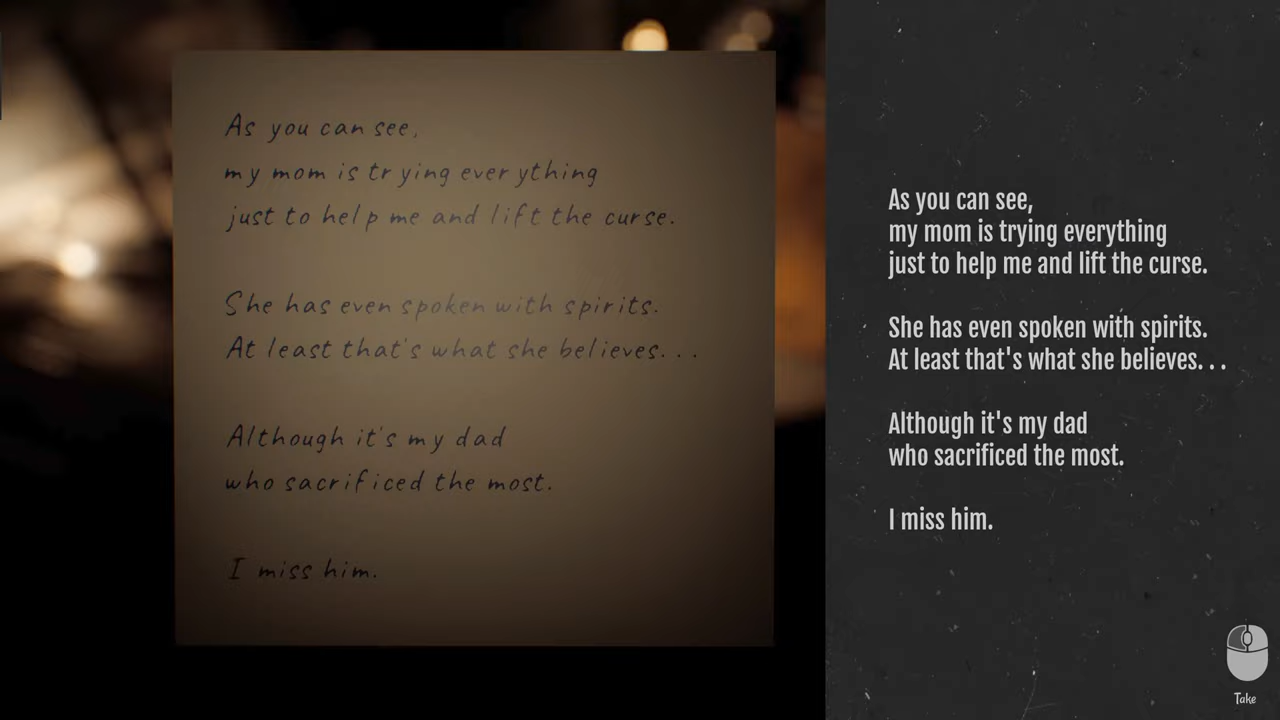 As you can see,
my mom is trying everything
just to help me and lift the curse.
She has even spoken with spirits.
At least that's what she believes. . .
Although it's my dad
who sacrificed the most.
I miss him.
As you can see,
my mom is trying everything
just to help me and lift the curse.
She has even spoken with spirits.
At least that's what she believes. . .
Although it's my dad
who sacrificed the most.
I miss him.
Take